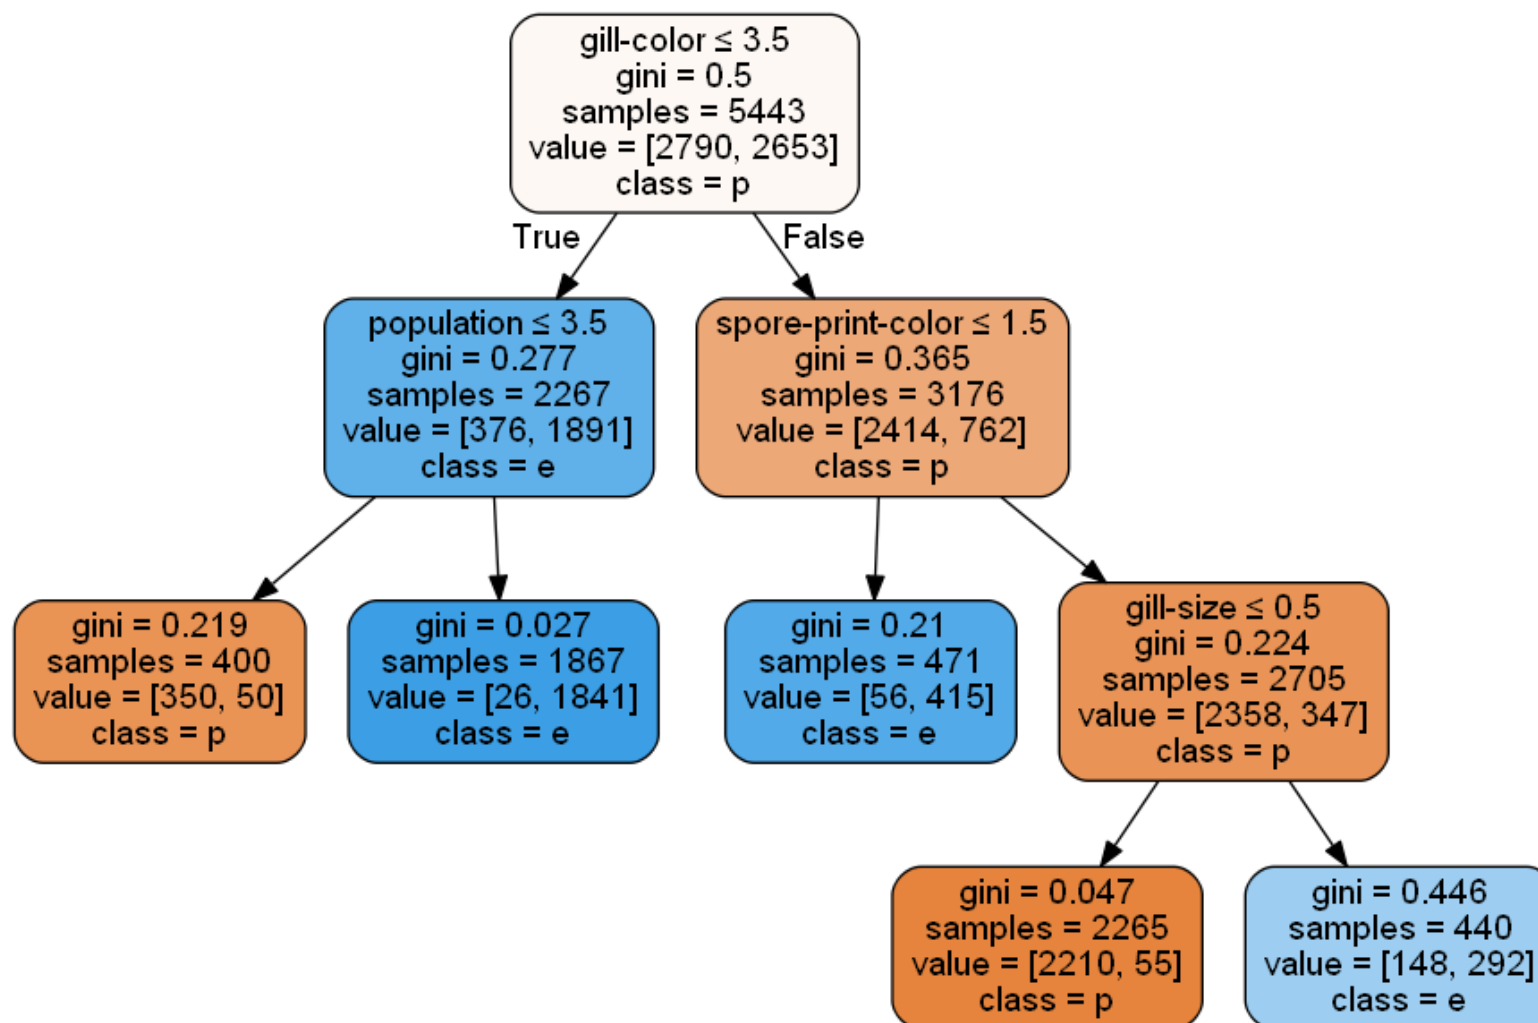 gill-color ≤ 3.5
gini = 0.5
samples = 5443
value = [2790, 2653]
class = p
True
False
population ≤ 3.5
gini = 0.277
samples = 2267
value = [376, 1891]
class = e
spore-print-color ≤ 1.5
gini = 0.365
samples = 3176
value = [2414, 762]
class = p
gini = 0.219
samples = 400
value = [350, 50]
class = p
gini = 0.027
samples = 1867
value = [26, 1841]
class = e
gini = 0.21
samples = 471
value = [56, 415]
class = e
gill-size ≤ 0.5
gini = 0.224
samples = 2705
value = [2358, 347]
class = p
gini = 0.047
samples = 2265
value = [2210, 55]
class = p
gini = 0.446
samples = 440
value = [148, 292]
class = e